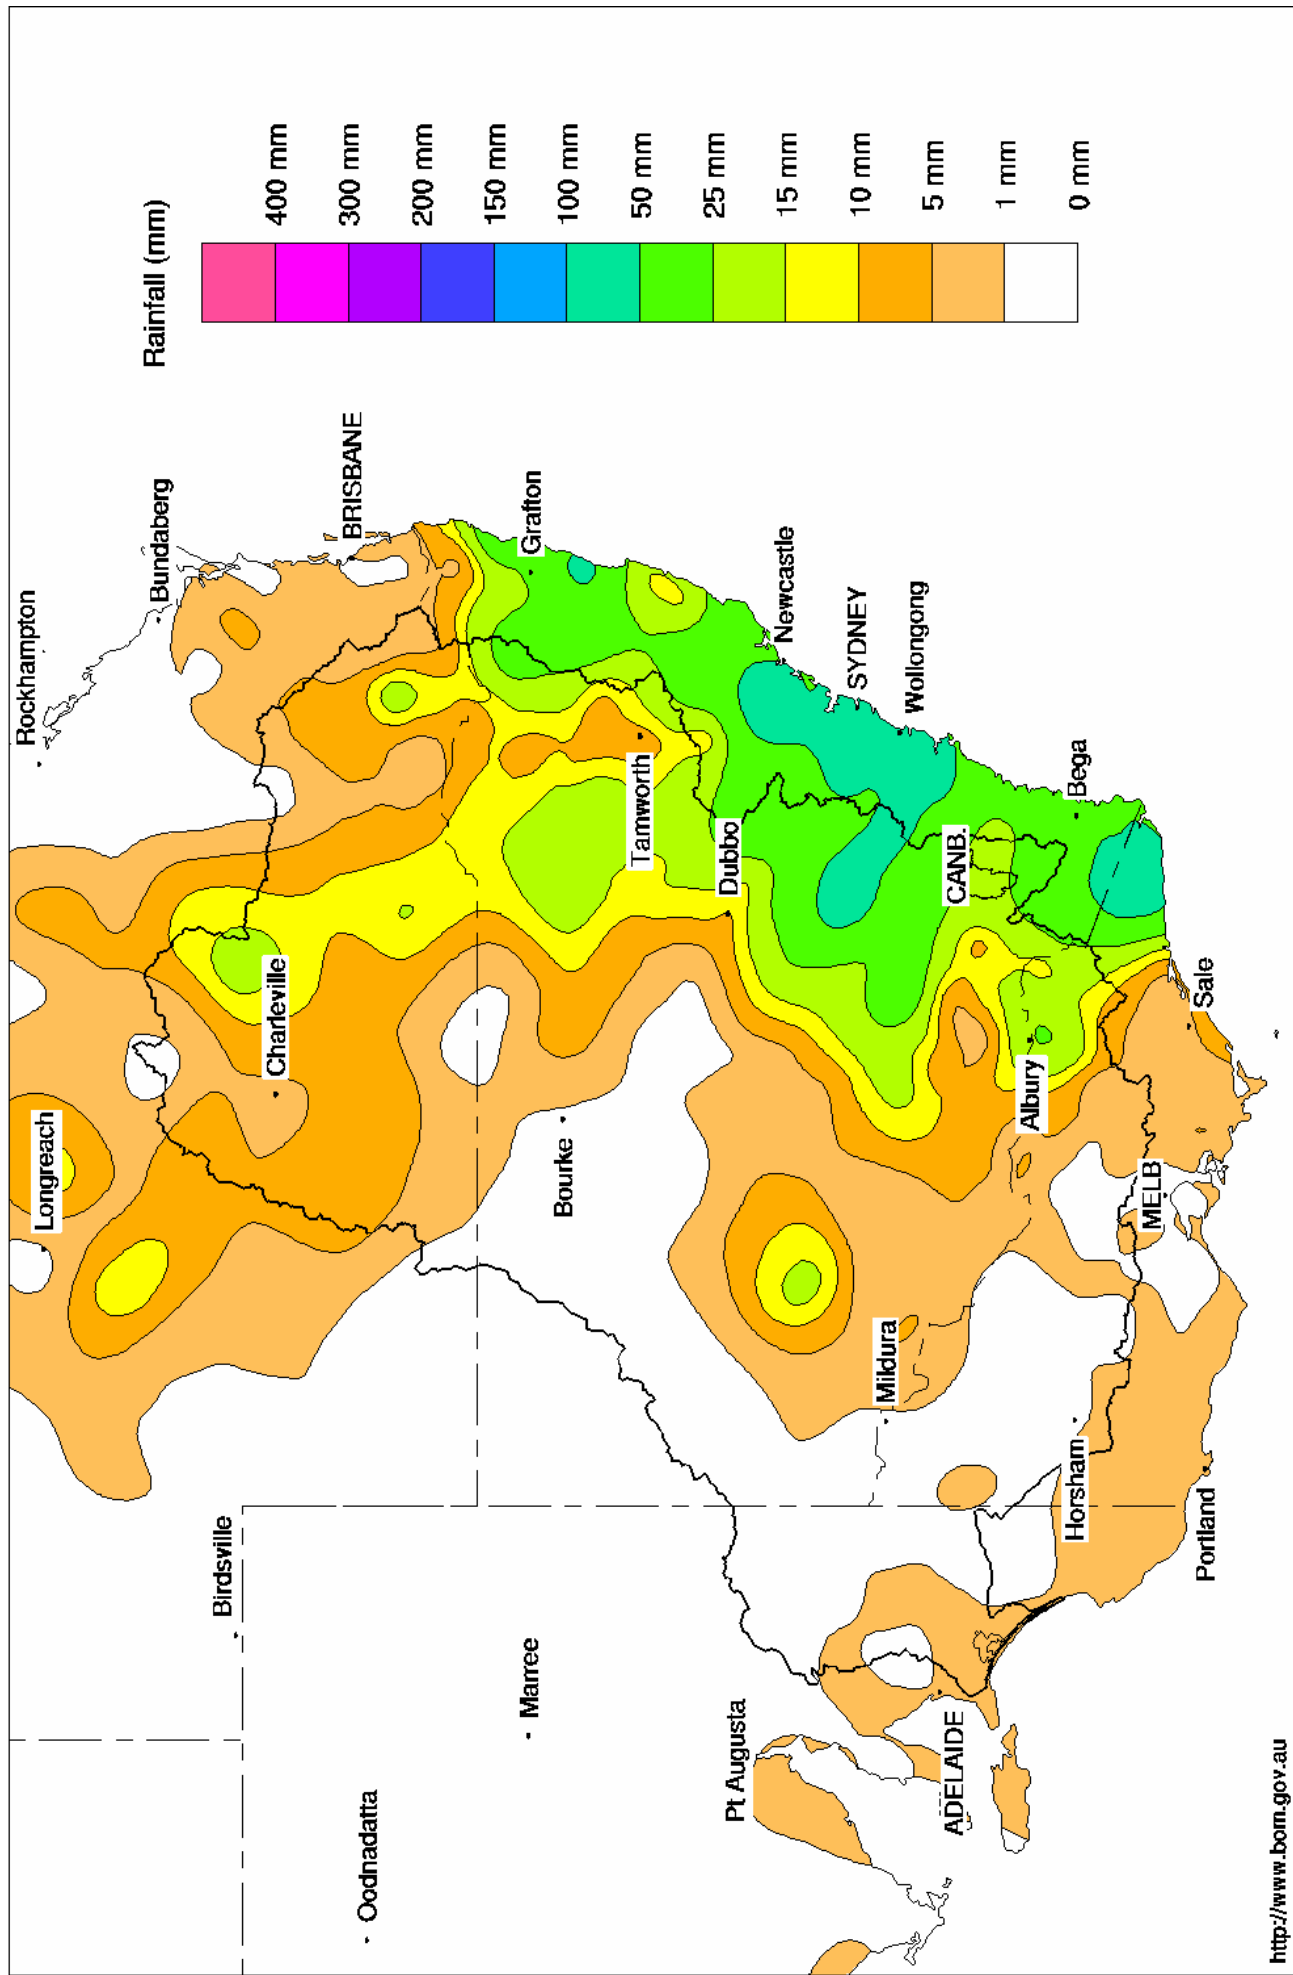 Rockhampton
Longreach
Bundaberg
Birdsville
Charleville
BRISBANE
Oodnadatta
Marree
Bourke
Grafton
Tamworth
Pt Augusta
Dubbo
Newcastle
Mildura
SYDNEY
Wollongong
ADELAIDE
CANB.
Albury
Horsham
Bega
MELB
Portland
Sale
Rainfall (mm)
400 mm
300 mm
200 mm
150 mm
100 mm
50 mm
25 mm
15 mm
10 mm
5 mm
1 mm
0 mm
http://www.bom.gov.au